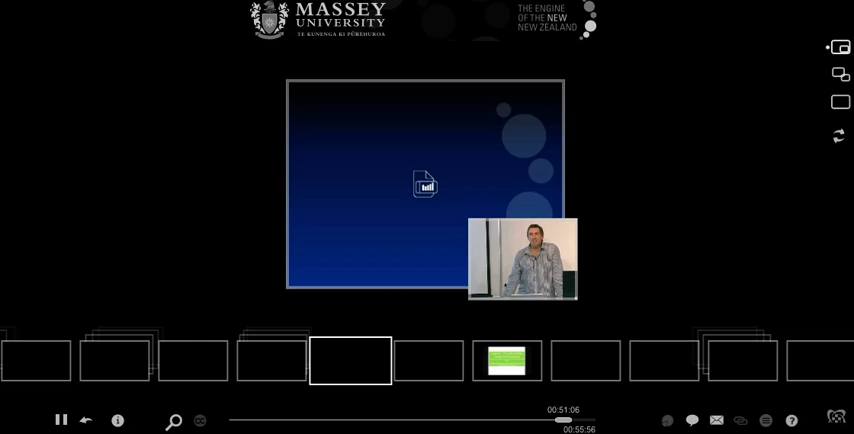 MASSEY
UNIVERSITY
TE KUNENGA KI PŪREHUROA
THE ENGINE
OF THE NEW
NEW ZEALAND
00:51:06
00:55:56